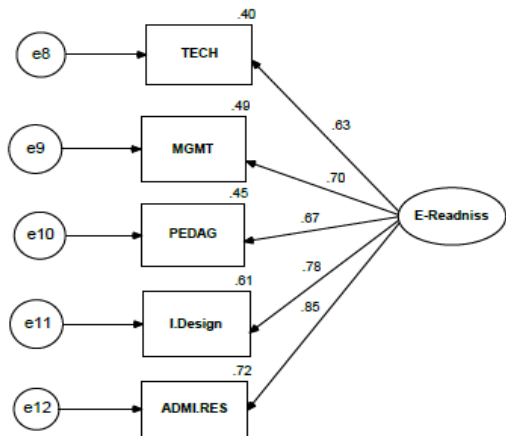 .40
e8
TECH
.49
.63
e9
MGMT
.70
.45
e10
PEDAG
.67
E-Readniss
.61
.78
e11
I.Design
.85
.72
e12
ADMI.RES